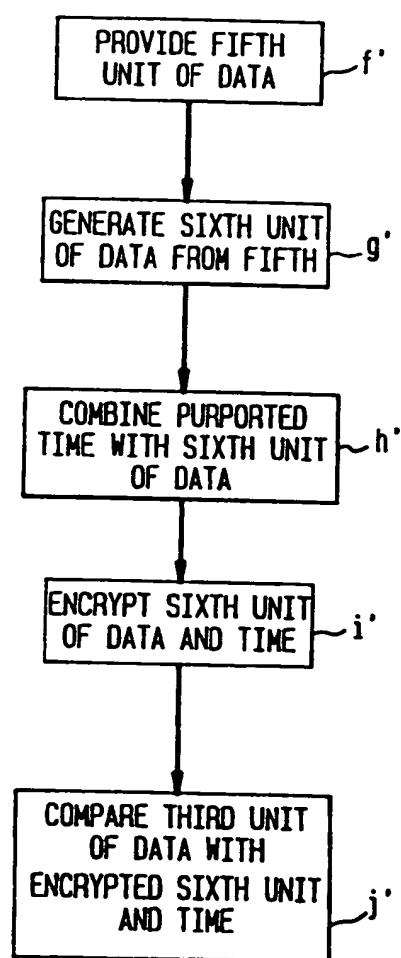 PROVIDE FIFTH
UNIT OF DATA
f'
GENERATE SIXTH UNIT
OF DATA FROM FIFTH
g'
COMBINE PURPORTED
TIME WITH SIXTH UNIT
OF DATA
h'
ENCRYPT SIXTH UNIT
OF DATA AND TIME
i'
COMPARE THIRD UNIT
OF DATA WITH
ENCRYPTED SIXTH UNIT
AND TIME
j'